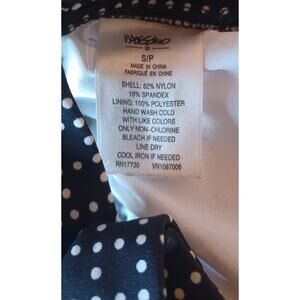 Mossimo
S/P
MADE IN CHINA
FABRIQUÉ EN CHINE
SHELL: 82% NYLON
18% SPANDEX
LINING: 100% POLYESTER
HAND WASH COLD
WITH LIKE COLORS
ONLY NON-CHLORINE
BLEACH IF NEEDED
LINE DRY
COOL IRON IF NEEDED
RN17730 VN1087006